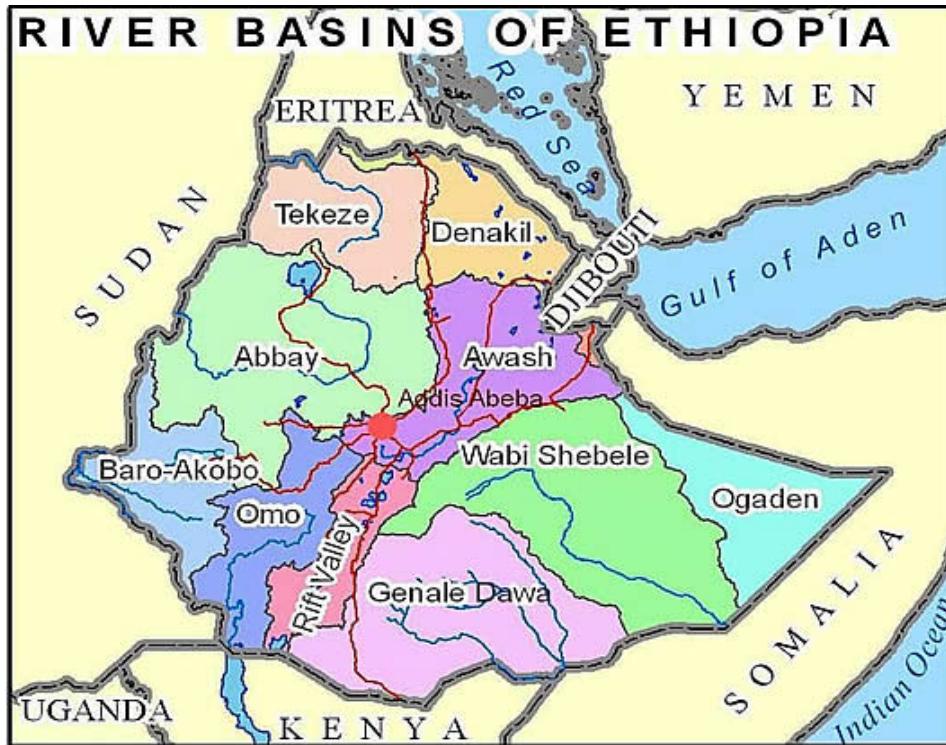 RIVER BASINS OF ETHIOPIA
Red Sea
YEMEN
ERITREA
SUDAN
Tekeze
Denakil
DJIBOUTI
Gulf of Aden
Abbay
Awash
Addis Abeba
Baro-Akobo
Omo
Rift Valley
Wabi Shebele
Ogaden
Genale Dawa
SOMALIA
Indian Ocean
UGANDA
KENYA